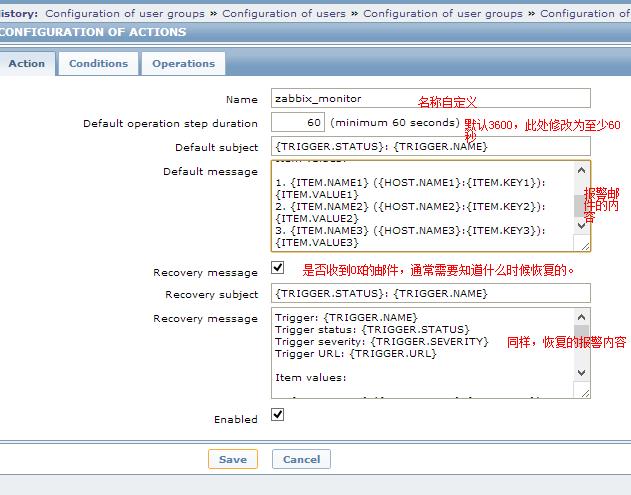 History: Configuration of user groups » Configuration of users » Configuration of user groups » Configuration of
CONFIGURATION OF ACTIONS
Action Conditions Operations
Name zabbix_monitor 名称自定义
Default operation step duration 60 (minimum 60 seconds) 默认3600，此处修改为至少60
秒
Default subject {TRIGGER.STATUS}: {TRIGGER.NAME}
Default message
1. {ITEM.NAME1} ({HOST.NAME1}:{ITEM.KEY1}):
{ITEM.VALUE1}
2. {ITEM.NAME2} ({HOST.NAME2}:{ITEM.KEY2}):
{ITEM.VALUE2}
3. {ITEM.NAME3} ({HOST.NAME3}:{ITEM.KEY3}):
{ITEM.VALUE3}
报警邮
件的内
容
Recovery message 是否收到OK的邮件，通常需要知道什么时候恢复的。
Recovery subject {TRIGGER.STATUS}: {TRIGGER.NAME}
Recovery message Trigger: {TRIGGER.NAME}
Trigger status: {TRIGGER.STATUS}
Trigger severity: {TRIGGER.SEVERITY} 同样，恢复的报警内容
Trigger URL: {TRIGGER.URL}
Item values:
Enabled
Save Cancel